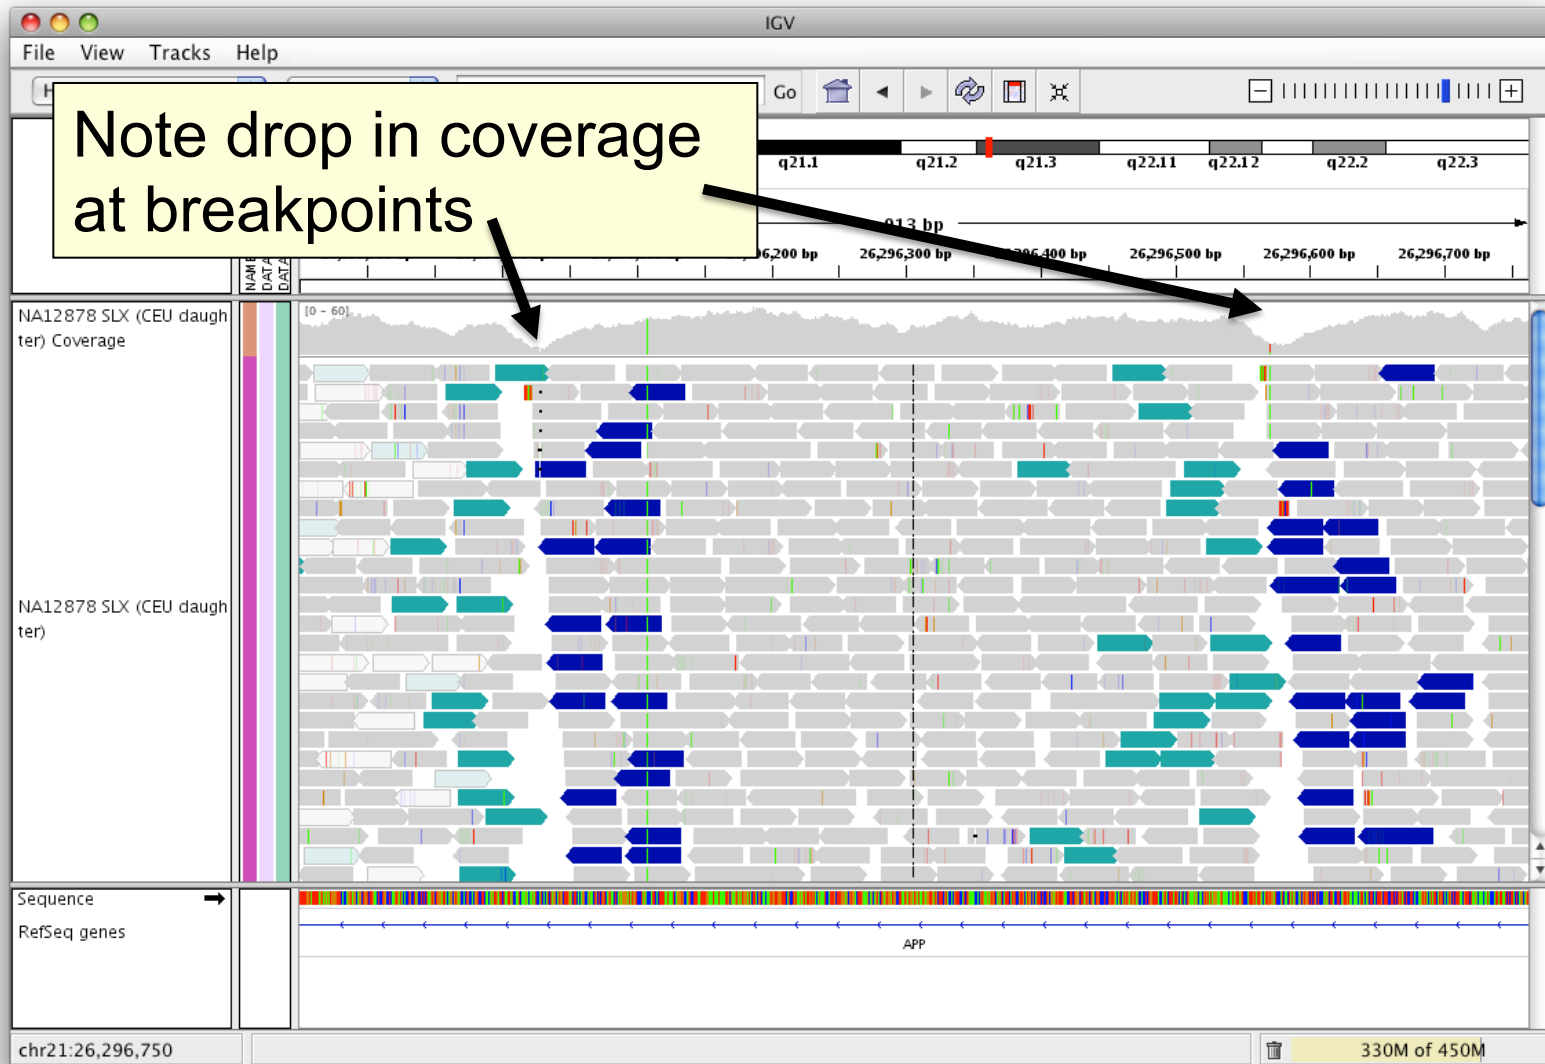 IGV
File View Tracks Help
Go
Note drop in coverage
at breakpoints
q21.1 q21.2 q21.3 q22.11 q22.12 q22.2 q22.3
bp
26,296,300 bp 26,296,500 bp 26,296,600 bp 26,296,700 bp
NA12878 SLX (CEU daugh
ter) Coverage
[0 - 60]
NA12878 SLX (CEU daugh
ter)
Sequence
RefSeq genes
APP
chr21:26,296,750
330M of 450M